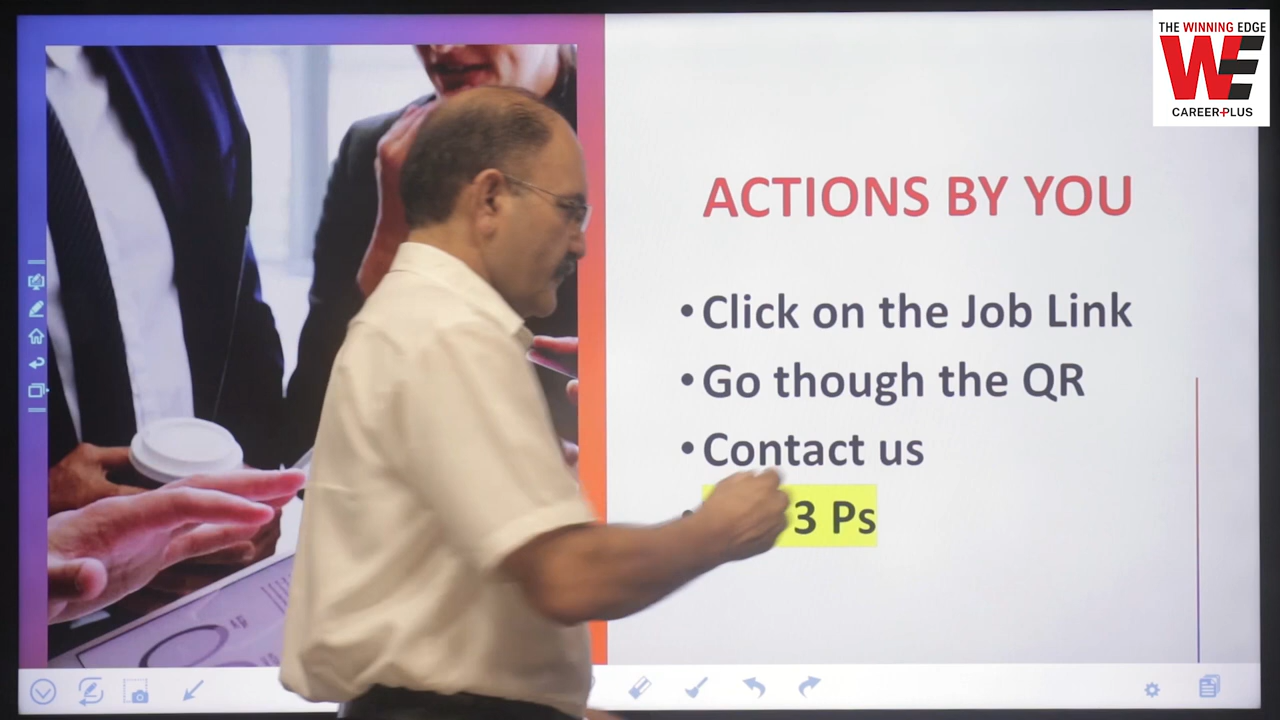 THE WINNING EDGE
WE
CAREER-PLUS
ACTIONS BY YOU
• Click on the Job Link
• Go though the QR
• Contact us
3 Ps